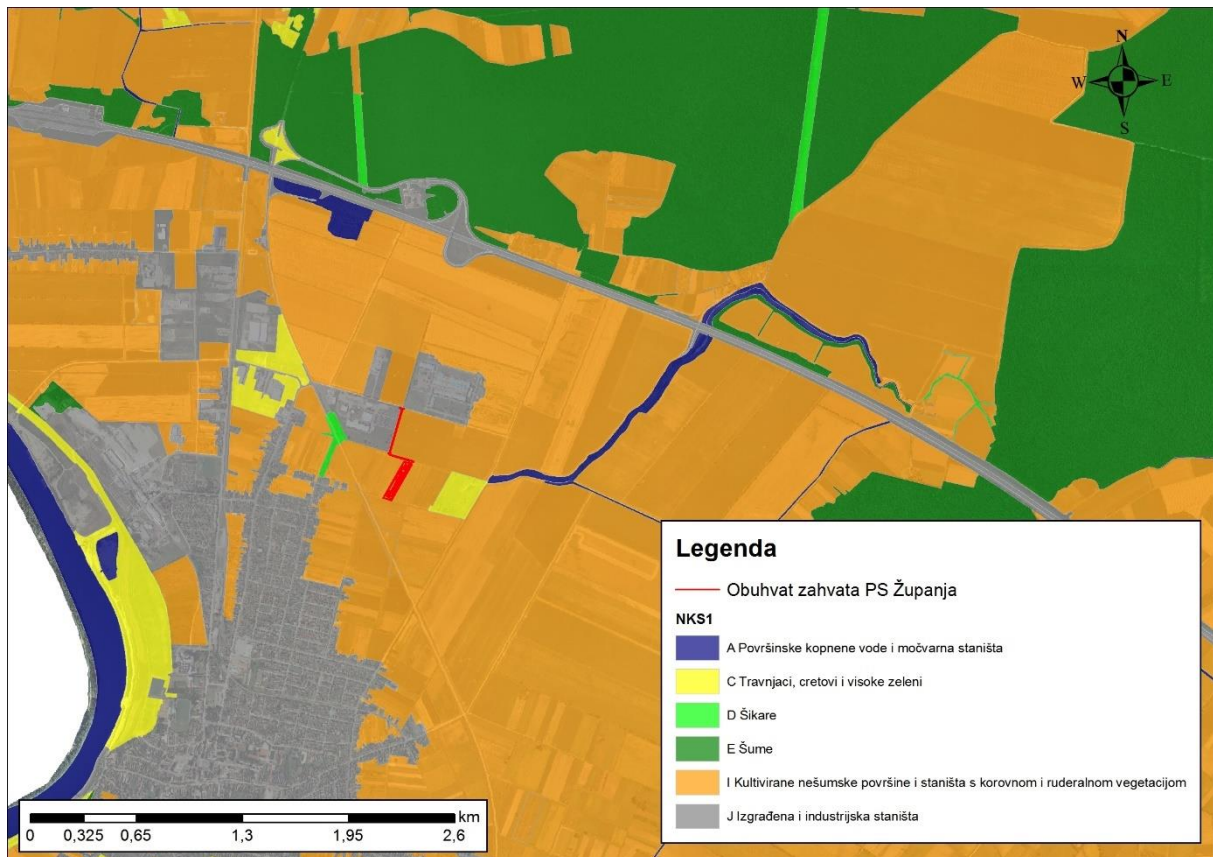 N
W E
S
Legenda
Obuhvat zahvata PS Županja
NKS1
A Površinske kopnene vode i močvarna staništa
C Travnjaci, cretovi i visoke zeleni
D Šikare
E Šume
I Kultivirane nešumske površine i staništa s korovnom i ruderalnom vegetacijom
J Izgrađena i industrijska staništa
km
0 0,325 0,65 1,3 1,95 2,6